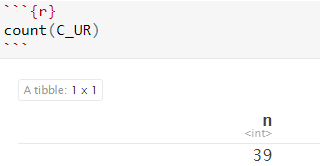 ```{r}
count(C_UR)
```
A tibble: 1 x 1
n
<int>
39